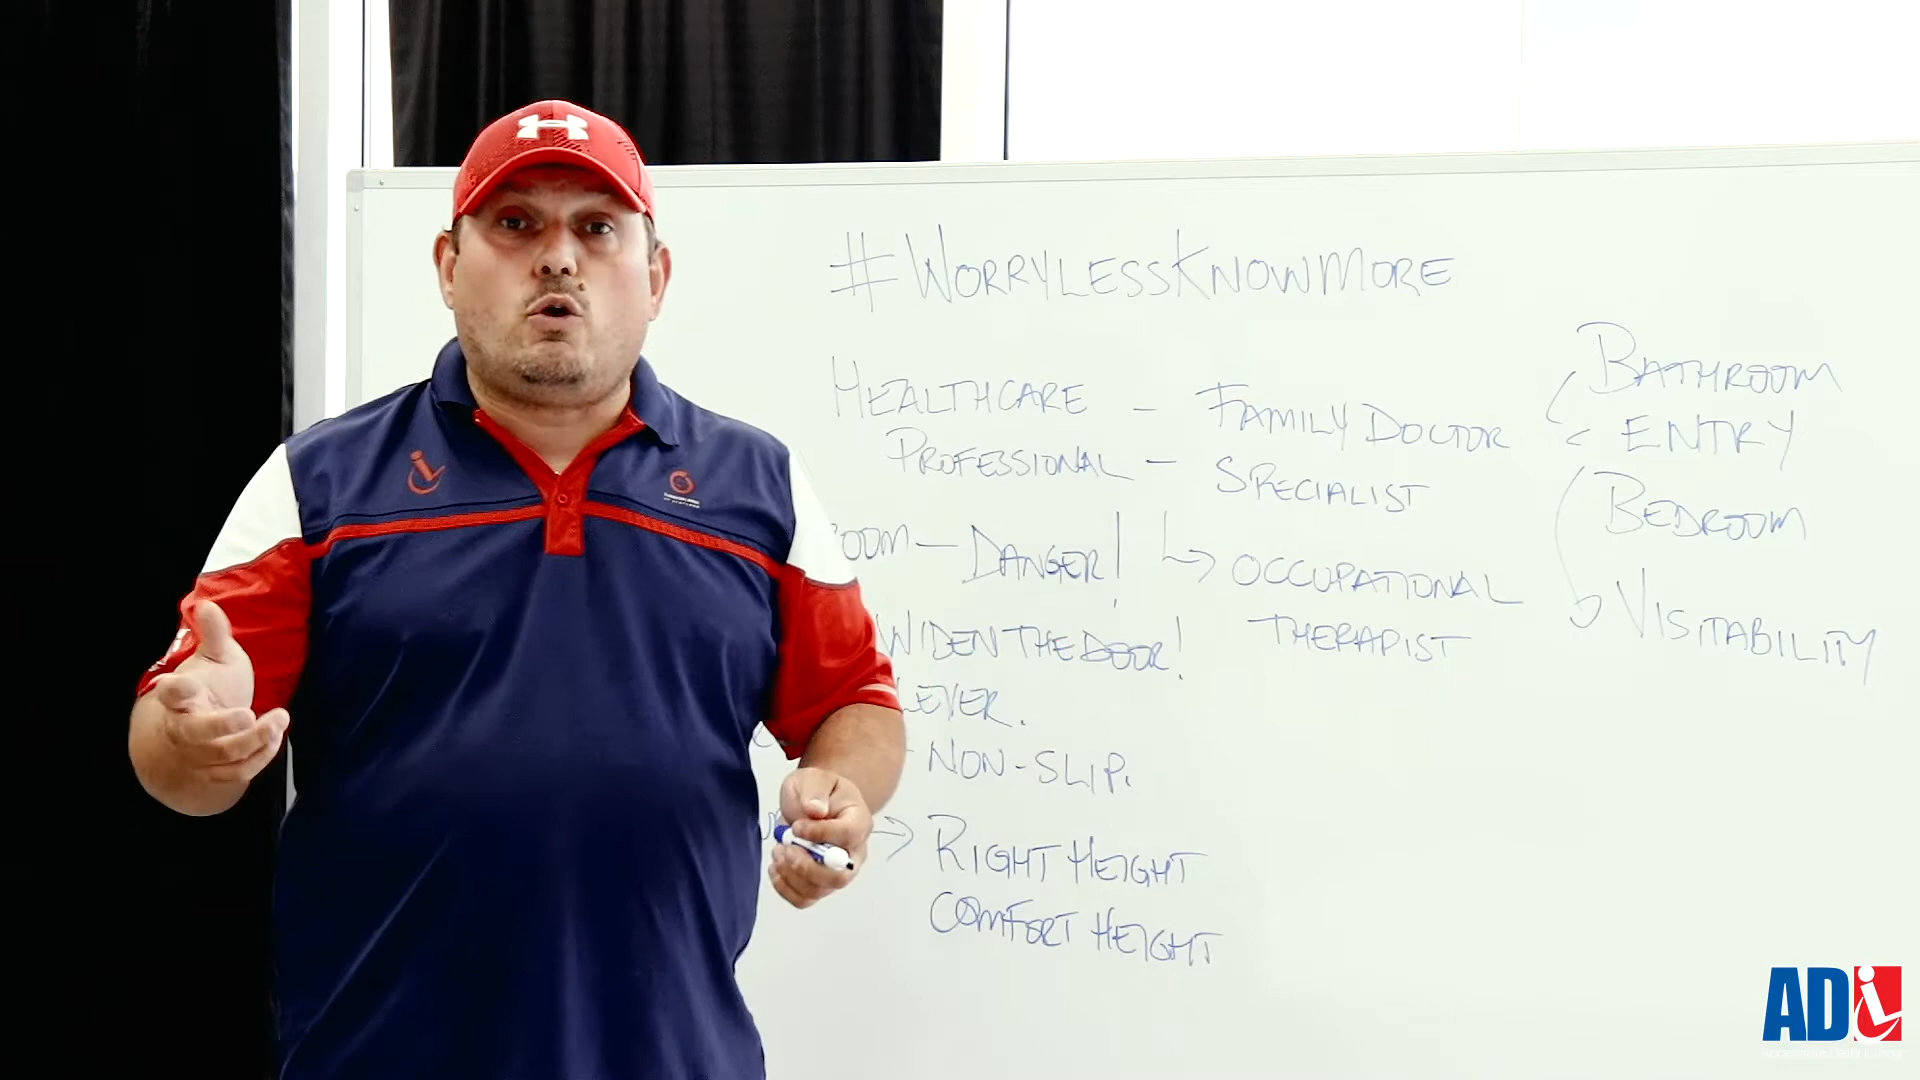 #WORRYLESSKNOWMORE
HEALTHCARE - FAMILY DOCTOR
PROFESSIONAL - SPECIALIST
BATHROOM
ENTRY
BEDROOM
VISITABILITY
OOM - DANGER!
↳ OCCUPATIONAL
THERAPIST
WIDEN THE DOOR!
LEVER.
- NON-SLIP.
→ RIGHT HEIGHT
COMFORT HEIGHT
AD